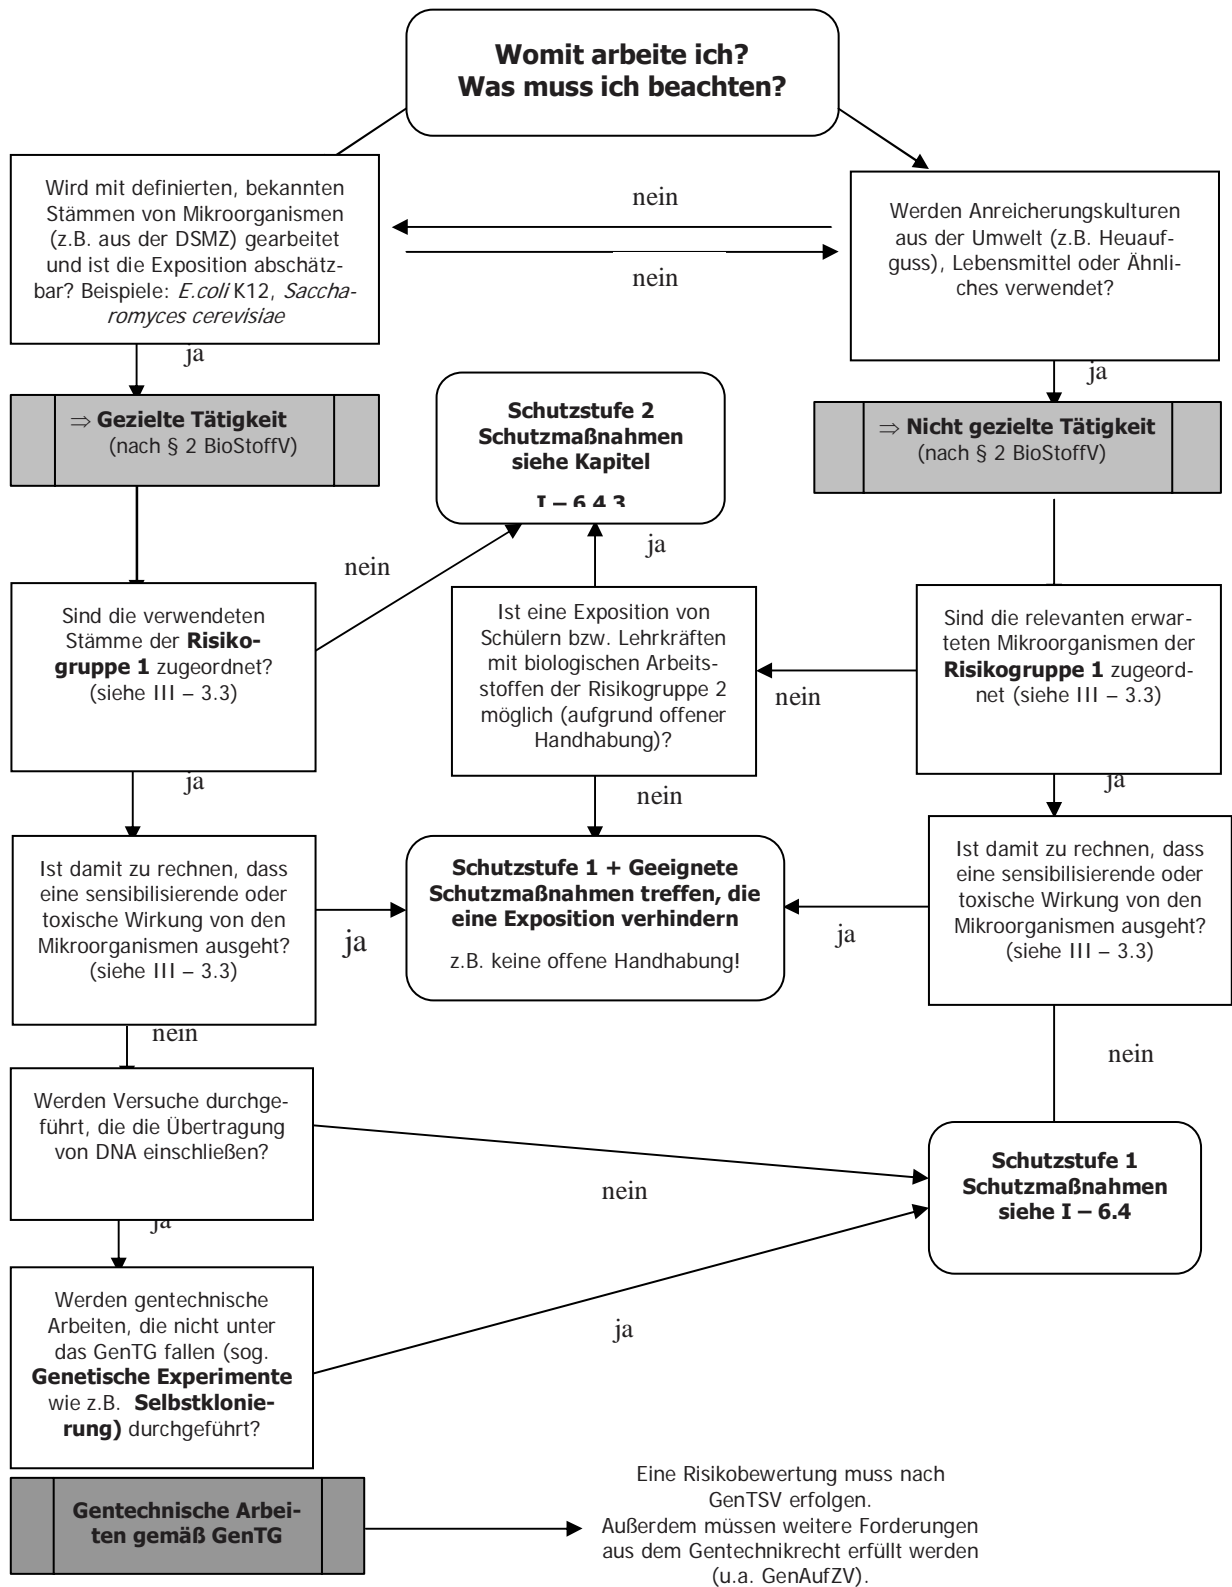 Womit arbeite ich?
Was muss ich beachten?
Wird mit definierten, bekannten
Stämmen von Mikroorganismen
(z.B. aus der DSMZ) gearbeitet
und ist die Exposition abschätz-
bar? Beispiele: E.coli K12, Saccha-
romyces cerevisiae
nein
nein
Werden Anreicherungskulturen
aus der Umwelt (z.B. Heuauf-
guss), Lebensmittel oder Ähnli-
ches verwendet?
ja
ja
⇒ Gezielte Tätigkeit
(nach § 2 BioStoffV)
Schutzstufe 2
Schutzmaßnahmen
siehe Kapitel
I – 6.4.3
⇒ Nicht gezielte Tätigkeit
(nach § 2 BioStoffV)
nein
ja
Sind die verwendeten
Stämme der Risiko-
gruppe 1 zugeordnet?
(siehe III – 3.3)
Ist eine Exposition von
Schülern bzw. Lehrkräften
mit biologischen Arbeits-
stoffen der Risikogruppe 2
möglich (aufgrund offener
Handhabung)?
nein
Sind die relevanten erwar-
teten Mikroorganismen der
Risikogruppe 1 zugeord-
net (siehe III – 3.3)
ja
nein
ja
Ist damit zu rechnen, dass
eine sensibilisierende oder
toxische Wirkung von den
Mikroorganismen ausgeht?
(siehe III – 3.3)
ja
Schutzstufe 1 + Geeignete
Schutzmaßnahmen treffen, die
eine Exposition verhindern
z.B. keine offene Handhabung!
ja
Ist damit zu rechnen, dass
eine sensibilisierende oder
toxische Wirkung von den
Mikroorganismen ausgeht?
(siehe III – 3.3)
nein
nein
Werden Versuche durchge-
führt, die die Übertragung
von DNA einschließen?
nein
Schutzstufe 1
Schutzmaßnahmen
siehe I – 6.4
ja
Werden gentechnische
Arbeiten, die nicht unter
das GenTG fallen (sog.
Genetische Experimente
wie z.B. Selbstklonie-
rung) durchgeführt?
ja
Gentechnische Arbei-
ten gemäß GenTG
Eine Risikobewertung muss nach
GenTSV erfolgen.
Außerdem müssen weitere Forderungen
aus dem Gentechnikrecht erfüllt werden
(u.a. GenAufZV).